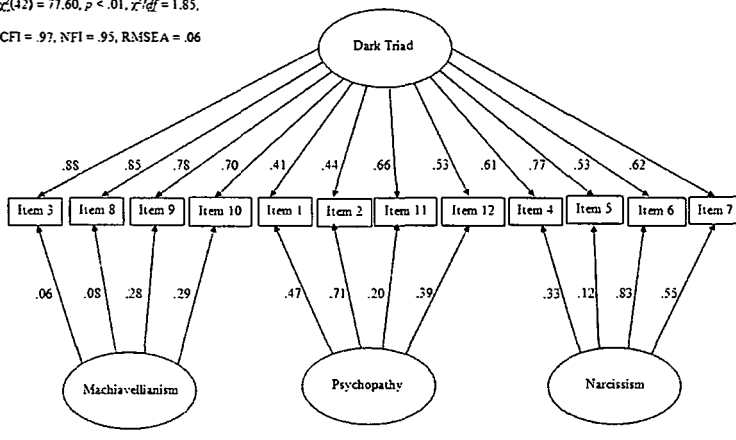 χ²(42) = 77.60, p < .01, χ²/df = 1.85,
CFI = .97, NFI = .95, RMSEA = .06
Dark Triad
.88 .85 .78 .70 .41 .44 .66 .53 .61 .77 .53 .62
Item 3 Item 8 Item 9 Item 10 Item 1 Item 2 Item 11 Item 12 Item 4 Item 5 Item 6 Item 7
.06 .08 .28 .29 .47 .71 .20 .39 .33 .12 .83 .55
Machiavellianism Psychopathy Narcissism